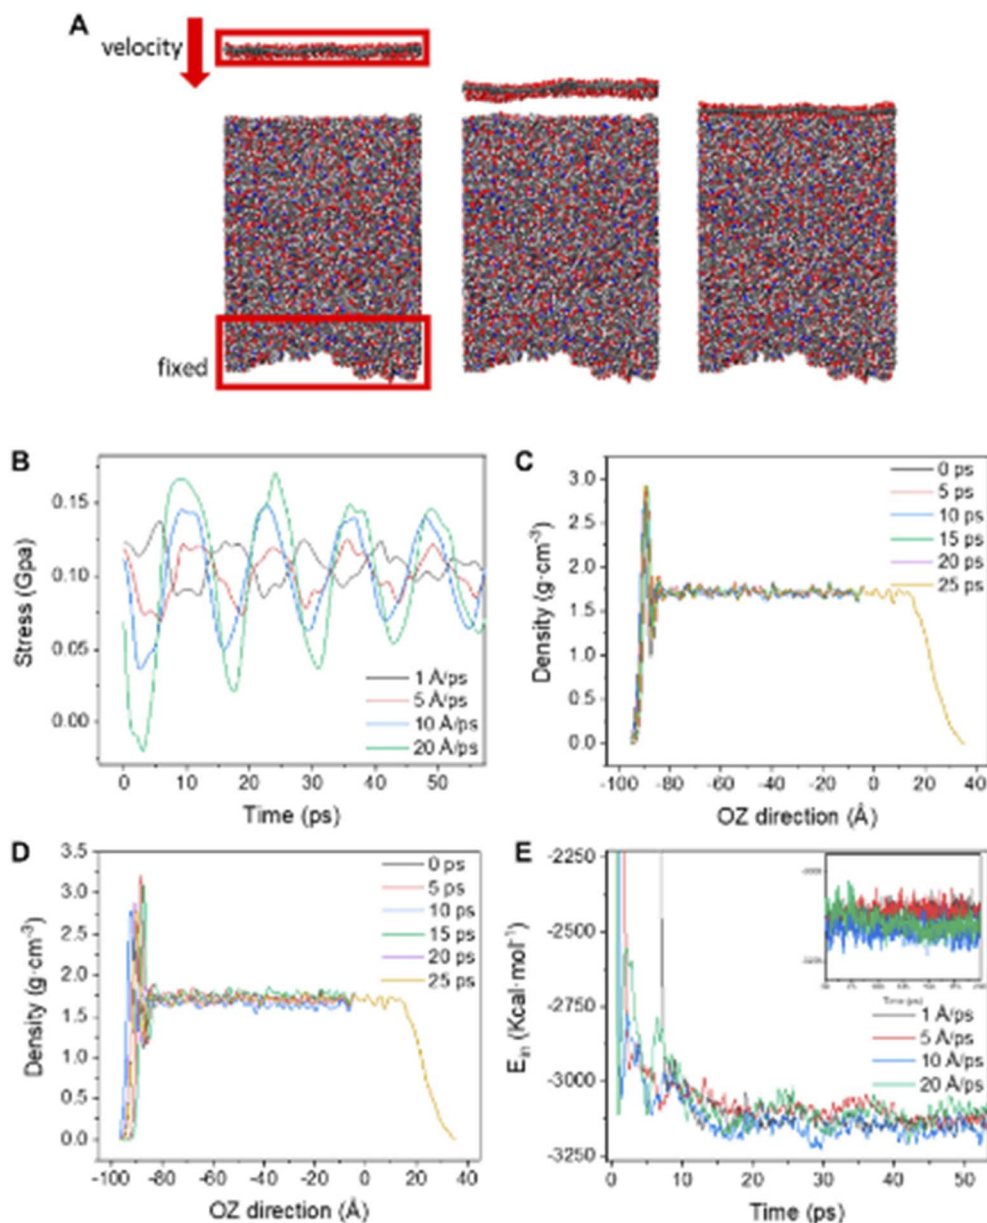 A
velocity
fixed
B
Stress (Gpa)
0.15
0.10
0.05
0.00
1 Å/ps
5 Å/ps
10 Å/ps
20 Å/ps
0 10 20 30 40 50
Time (ps)
C
Density (g·cm⁻³)
3.0
2.5
2.0
1.5
1.0
0.5
0.0
0 ps
5 ps
10 ps
15 ps
20 ps
25 ps
-100 -80 -60 -40 -20 0 20 40
OZ direction (Å)
D
Density (g·cm⁻³)
3.5
3.0
2.5
2.0
1.5
1.0
0.5
0.0
0 ps
5 ps
10 ps
15 ps
20 ps
25 ps
-100 -80 -60 -40 -20 0 20 40
OZ direction (Å)
E
E_in (Kcal·mol⁻¹)
-2250
-2500
-2750
-3000
-3250
Time (ps)
1 Å/ps
5 Å/ps
10 Å/ps
20 Å/ps
0 10 20 30 40 50
Time (ps)